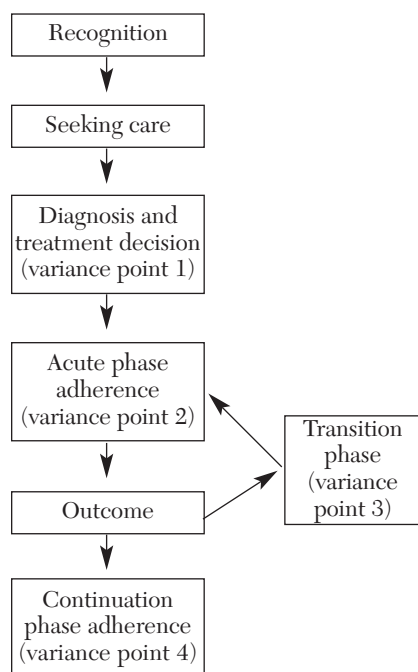 Recognition
Seeking care
Diagnosis and
treatment decision
(variance point 1)
Acute phase
adherence
(variance point 2)
Transition
phase
(variance
point 3)
Outcome
Continuation
phase adherence
(variance point 4)